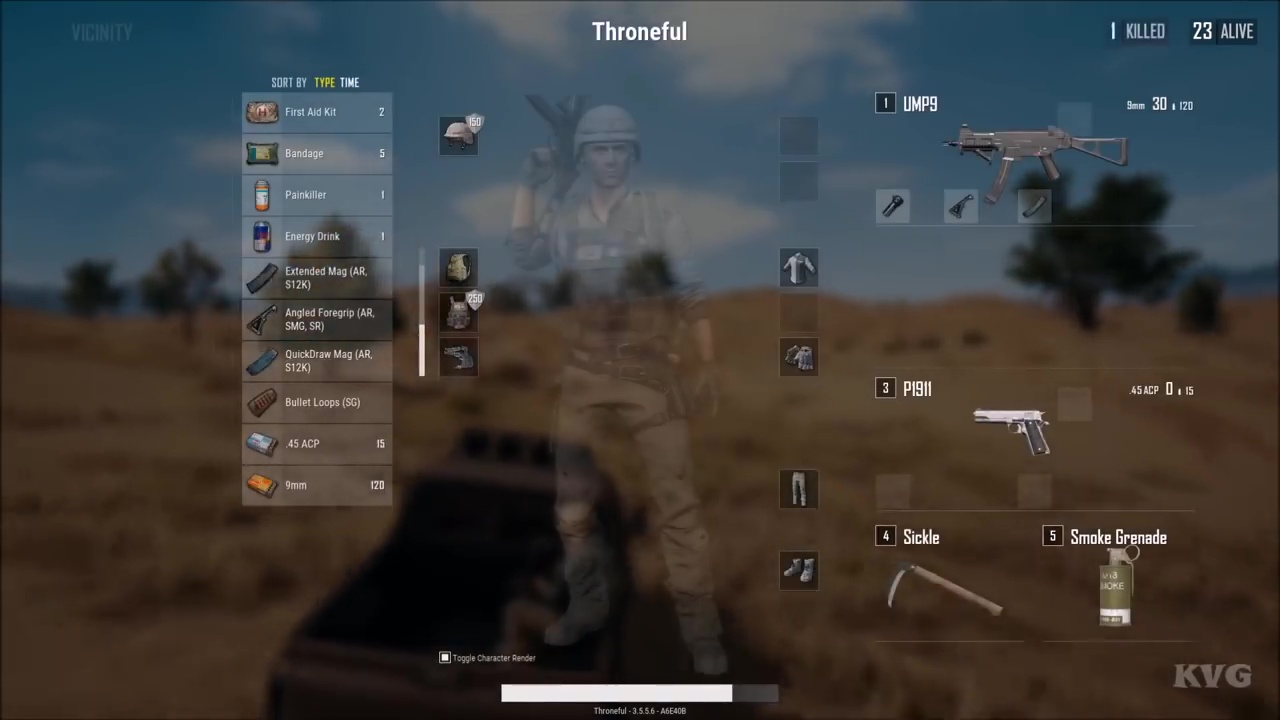 VICINITY
Throneful
1 KILLED 23 ALIVE
SORT BY TYPE TIME
First Aid Kit 2
Bandage 5
Painkiller 1
Energy Drink 1
Extended Mag (AR,
S12K)
Angled Foregrip (AR,
SMG, SR)
QuickDraw Mag (AR,
S12K)
Bullet Loops (SG)
.45 ACP 15
9mm 120
150
250
1 UMP9 9mm 30 120
3 P1911 .45 ACP 0 15
4 Sickle
5 Smoke Grenade
SMOKE
Toggle Character Render
Throneful - 3.5.5.6 - A6E40B
KVG